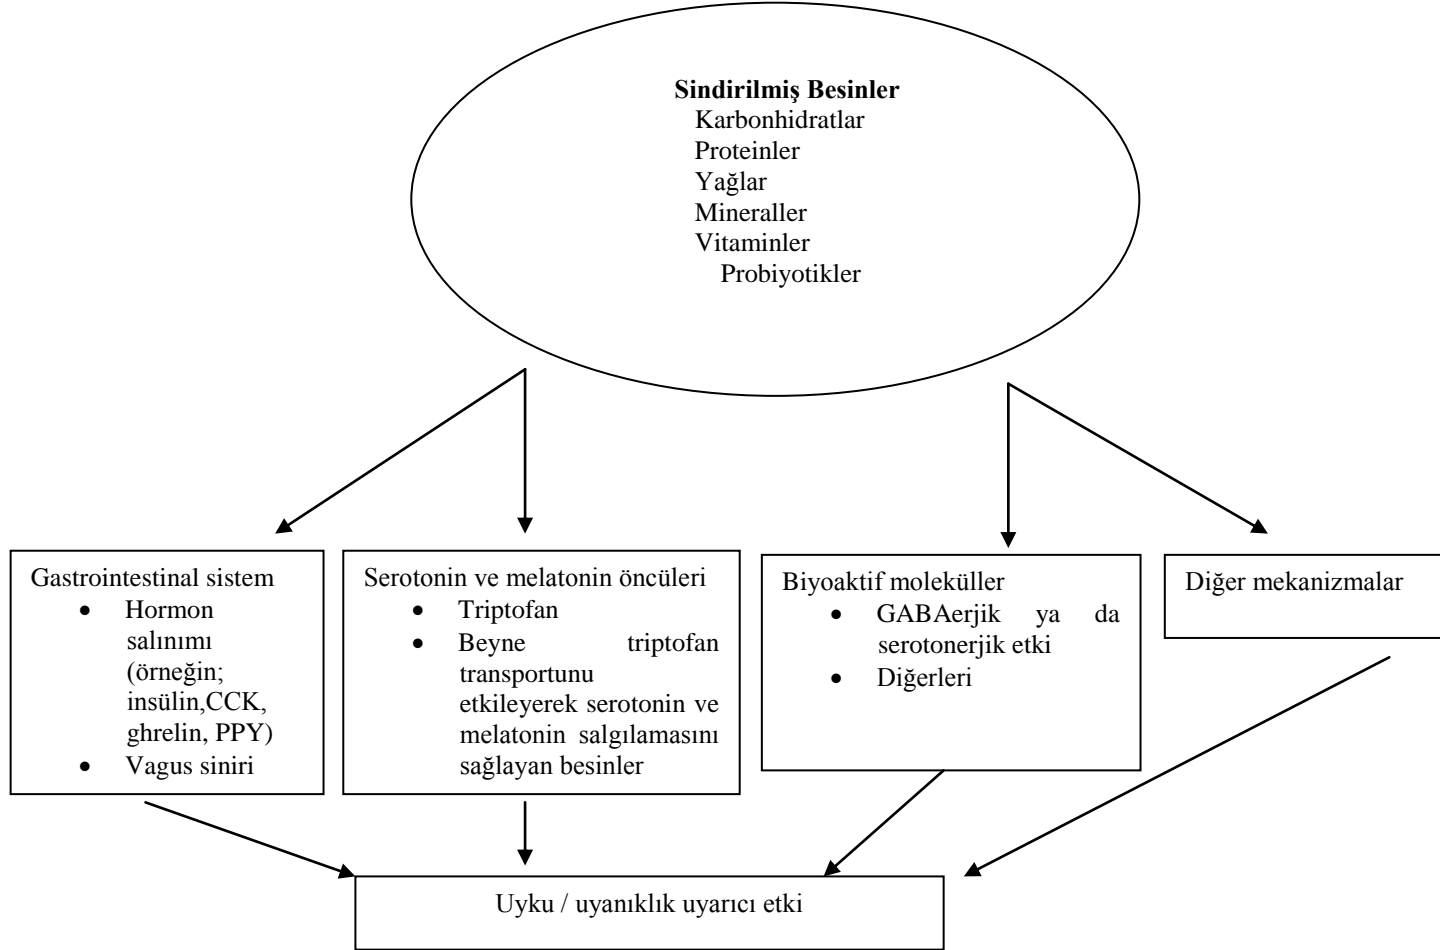 Sindirilmiş Besinler
Karbonhidratlar
Proteinler
Yağlar
Mineraller
Vitaminler
Probiyotikler
Gastrointestinal sistem
• Hormon
salınımı
(örneğin;
insülin,CCK,
ghrelin, PPY)
• Vagus siniri
Serotonin ve melatonin öncüleri
• Triptofan
• Beyne triptofan
transportunu
etkileyerek serotonin ve
melatonin salgılamasını
sağlayan besinler
Biyoaktif moleküller
• GABAerjik ya da
serotonerjik etki
• Diğerleri
Diğer mekanizmalar
Uyku / uyanıklık uyarıcı etki